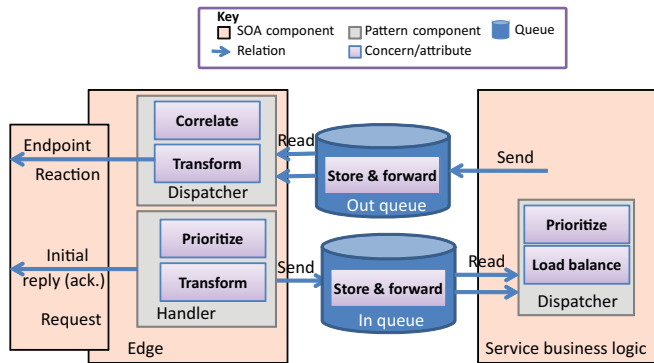 Key
SOA component
Pattern component
Queue
Relation
Concern/attribute
Correlate
Endpoint
Read
Transform
Store & forward
Send
Reaction
Dispatcher
Out queue
Prioritize
Prioritize
Initial
reply (ack.)
Send
Read
Load balance
Transform
Store & forward
Dispatcher
Request
Handler
In queue
Edge
Service business logic